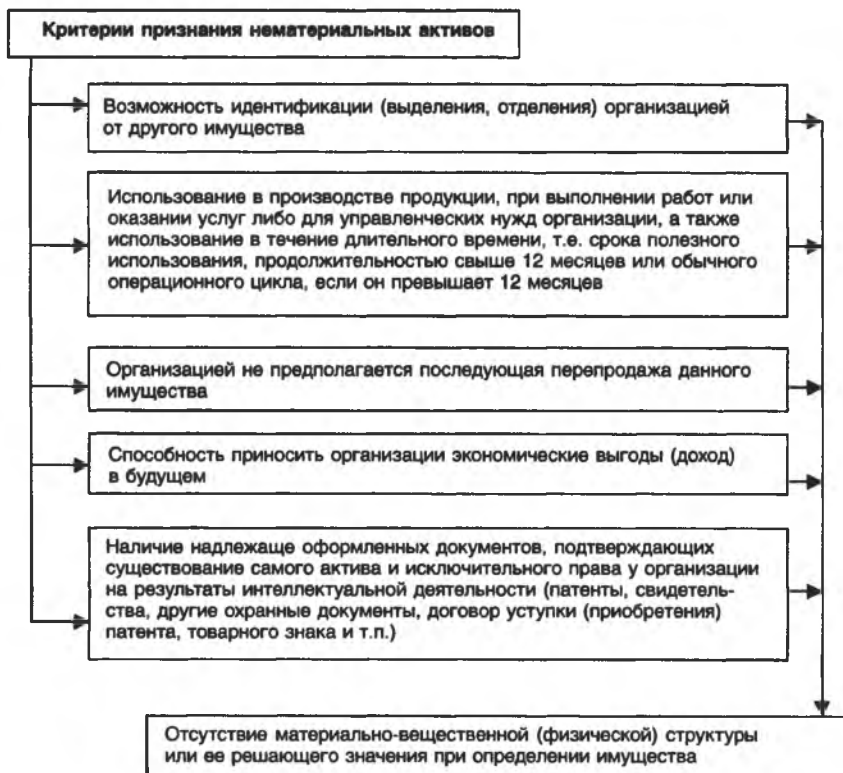 Критерии признания нематериальных активов
Возможность идентификации (выделения, отделения) организацией
от другого имущества
Использование в производстве продукции, при выполнении работ или
оказании услуг либо для управленческих нужд организации, а также
использование в течение длительного времени, т.е. срока полезного
использования, продолжительностью свыше 12 месяцев или обычного
операционного цикла, если он превышает 12 месяцев
Организацией не предполагается последующая перепродажа данного
имущества
Способность приносить организации экономические выгоды (доход)
в будущем
Наличие надлежаще оформленных документов, подтверждающих
существование самого актива и исключительного права у организации
на результаты интеллектуальной деятельности (патенты, свидетель-
ства, другие охранные документы, договор уступки (приобретения)
патента, товарного знака и т.п.)
Отсутствие материально-вещественной (физической) структуры
или ее решающего значения при определении имущества